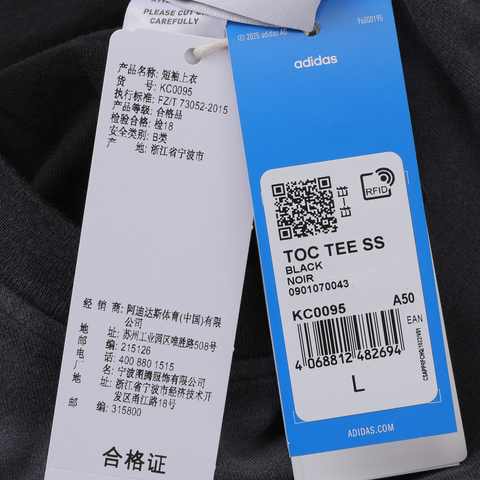 PLEASE CUT O
CAREFULLY
产品名称: 短袖上衣
货 号: KC0095
执行标准: FZ/T 73052-2015
产品等级: 合格品
检验合格: 检18
安全类别: B类
产 地: 浙江省宁波市
经 销 商: 阿迪达斯体育(中国)有限
公司
地 址: 苏州工业园区唯胜路508号
邮 编: 215126
电 话: 400 880 1515
厂 名: 宁波图腾服饰有限公司
地 址: 浙江省宁波市经济技术开
发区甬江路18号
邮 编: 315800
合格证
© 2025 adidas AG
96000195
adidas
RFID
TOC TEE SS
BLACK
NOIR
0901070043
KC0095 A50
EAN
4 068812 482694
L
ADIDAS.COM